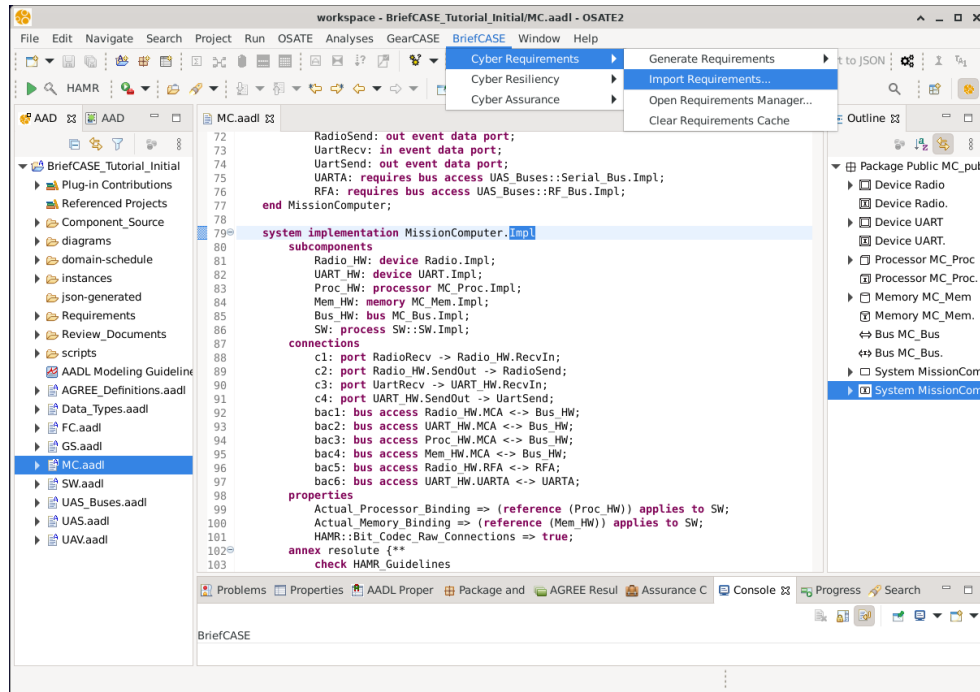 workspace - BriefCASE_Tutorial_Initial/MC.aadl - OSATE2
File Edit Navigate Search Project Run OSATE Analyses GearCASE BriefCASE Window Help
Cyber Requirements
Cyber Resiliency
Cyber Assurance
Generate Requirements
Import Requirements...
Open Requirements Manager...
Clear Requirements Cache
t to JSON
HAMR
AAD
AAD
BriefCASE_Tutorial_Initial
Plug-in Contributions
Referenced Projects
Component_Source
diagrams
domain-schedule
instances
json-generated
Requirements
Review_Documents
scripts
AADL Modeling Guideline
AGREE_Definitions.aadl
Data_Types.aadl
FC.aadl
GS.aadl
MC.aadl
SW.aadl
UAS_Buses.aadl
UAS.aadl
UAV.aadl
MC.aadl
72 RadioSend: out event data port;
73 UartRecv: in event data port;
74 UartSend: out event data port;
75 UARTA: requires bus access UAS_Buses::Serial_Bus.Impl;
76 RFA: requires bus access UAS_Buses::RF_Bus.Impl;
77 end MissionComputer;
78
79 system implementation MissionComputer.Impl
80 subcomponents
81 Radio_HW: device Radio.Impl;
82 UART_HW: device UART.Impl;
83 Proc_HW: processor MC_Proc.Impl;
84 Mem_HW: memory MC_Mem.Impl;
85 Bus_HW: bus MC_Bus.Impl;
86 SW: process SW::SW.Impl;
87 connections
88 c1: port RadioRecv -> Radio_HW.RecvIn;
89 c2: port Radio_HW.SendOut -> RadioSend;
90 c3: port UartRecv -> UART_HW.RecvIn;
91 c4: port UART_HW.SendOut -> UartSend;
92 bac1: bus access Radio_HW.MCA <-> Bus_HW;
93 bac2: bus access UART_HW.MCA <-> Bus_HW;
94 bac3: bus access Proc_HW.MCA <-> Bus_HW;
95 bac4: bus access Mem_HW.MCA <-> Bus_HW;
96 bac5: bus access Radio_HW.RFA <-> RFA;
97 bac6: bus access UART_HW.UARTA <-> UARTA;
98 properties
99 Actual_Processor_Binding => (reference (Proc_HW)) applies to SW;
100 Actual_Memory_Binding => (reference (Mem_HW)) applies to SW;
101 HAMR::Bit_Codec_Raw_Connections => true;
102 annex resolute {**
103 check HAMR_Guidelines
Outline
Package Public MC_pub
Device Radio
Device Radio.
Device UART
Device UART.
Processor MC_Proc
Processor MC_Proc.
Memory MC_Mem
Memory MC_Mem.
Bus MC_Bus
Bus MC_Bus.
System MissionCom
System MissionCom
Problems Properties AADL Proper Package and AGREE Resul Assurance C Console Progress Search
BriefCASE